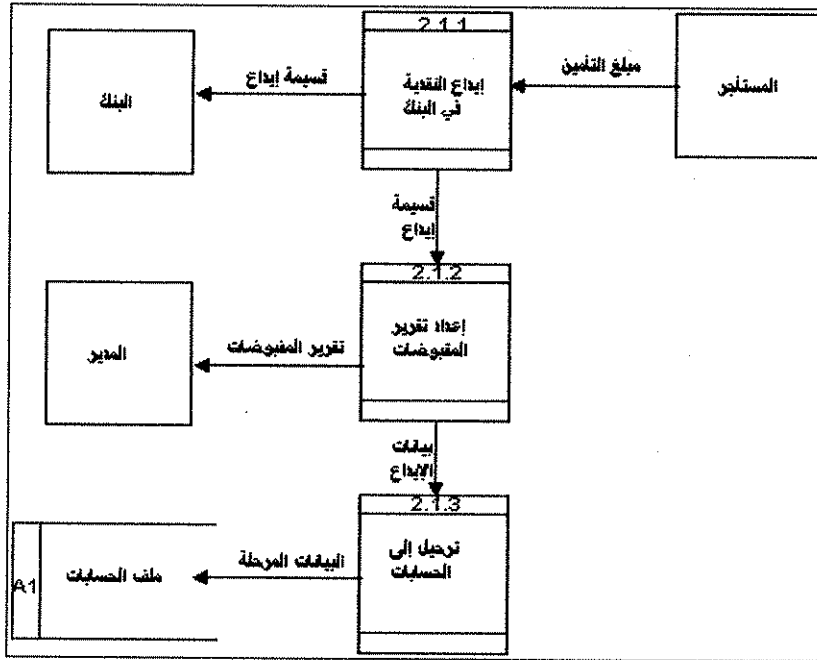 2.1.1
المستأجر
مبلغ التأمين
إيداع النقدية
في البنك
قسيمة إيداع
البنك
قسيمة
إيداع
2.1.2
إعداد تقرير
المقبوضات
تقرير المقبوضات
المدير
بيانات
الإيداع
2.1.3
ترحيل إلى
الحسابات
البيانات المرحلة
ملف الحسابات
A1